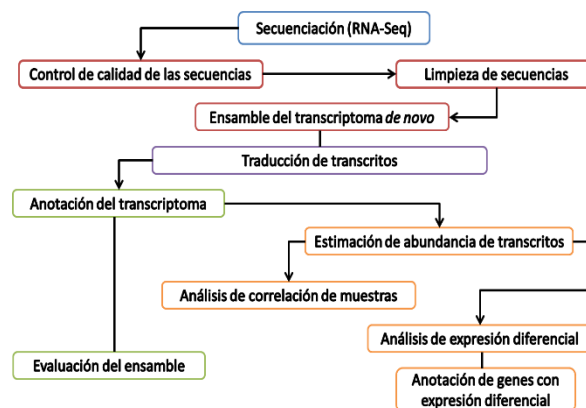 Secuenciación (RNA-Seq)
Control de calidad de las secuencias
Limpieza de secuencias
Ensamble del transcriptoma de novo
Traducción de transcritos
Anotación del transcriptoma
Estimación de abundancia de transcritos
Análisis de correlación de muestras
Análisis de expresión diferencial
Evaluación del ensamble
Anotación de genes con
expresión diferencial